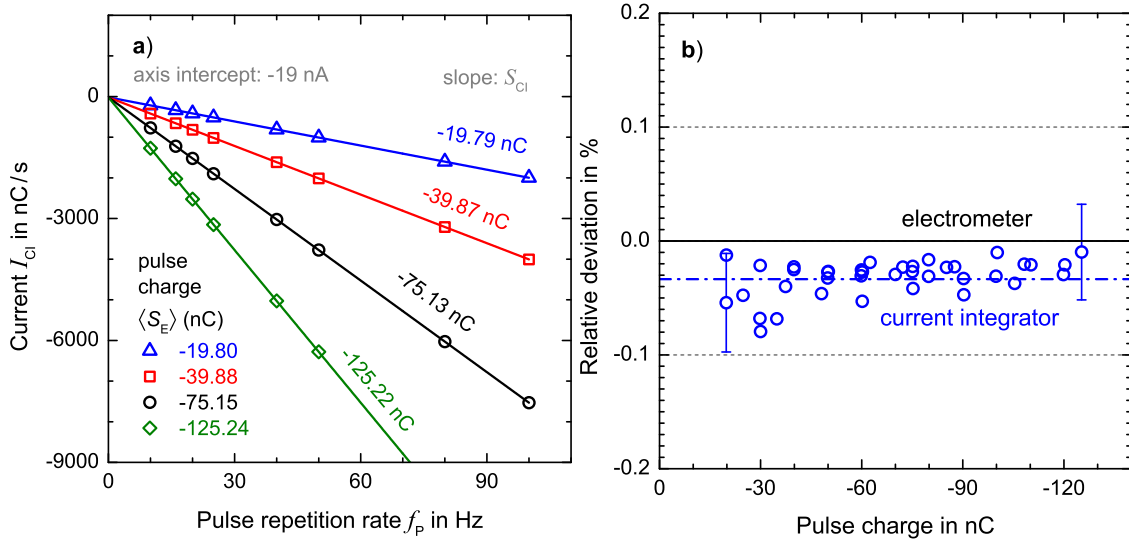 a)
axis intercept: -19 nA
slope: S_CI
-19.79 nC
-39.87 nC
-75.13 nC
-125.22 nC
pulse
charge
⟨S_E⟩ (nC)
-19.80
-39.88
-75.15
-125.24
0
-3000
-6000
-9000
Current I_CI in nC / s
0
30
60
90
Pulse repetition rate f_P in Hz
b)
0.2
0.1
0.0
-0.1
-0.2
Relative deviation in %
electrometer
current integrator
0
-30
-60
-90
-120
Pulse charge in nC